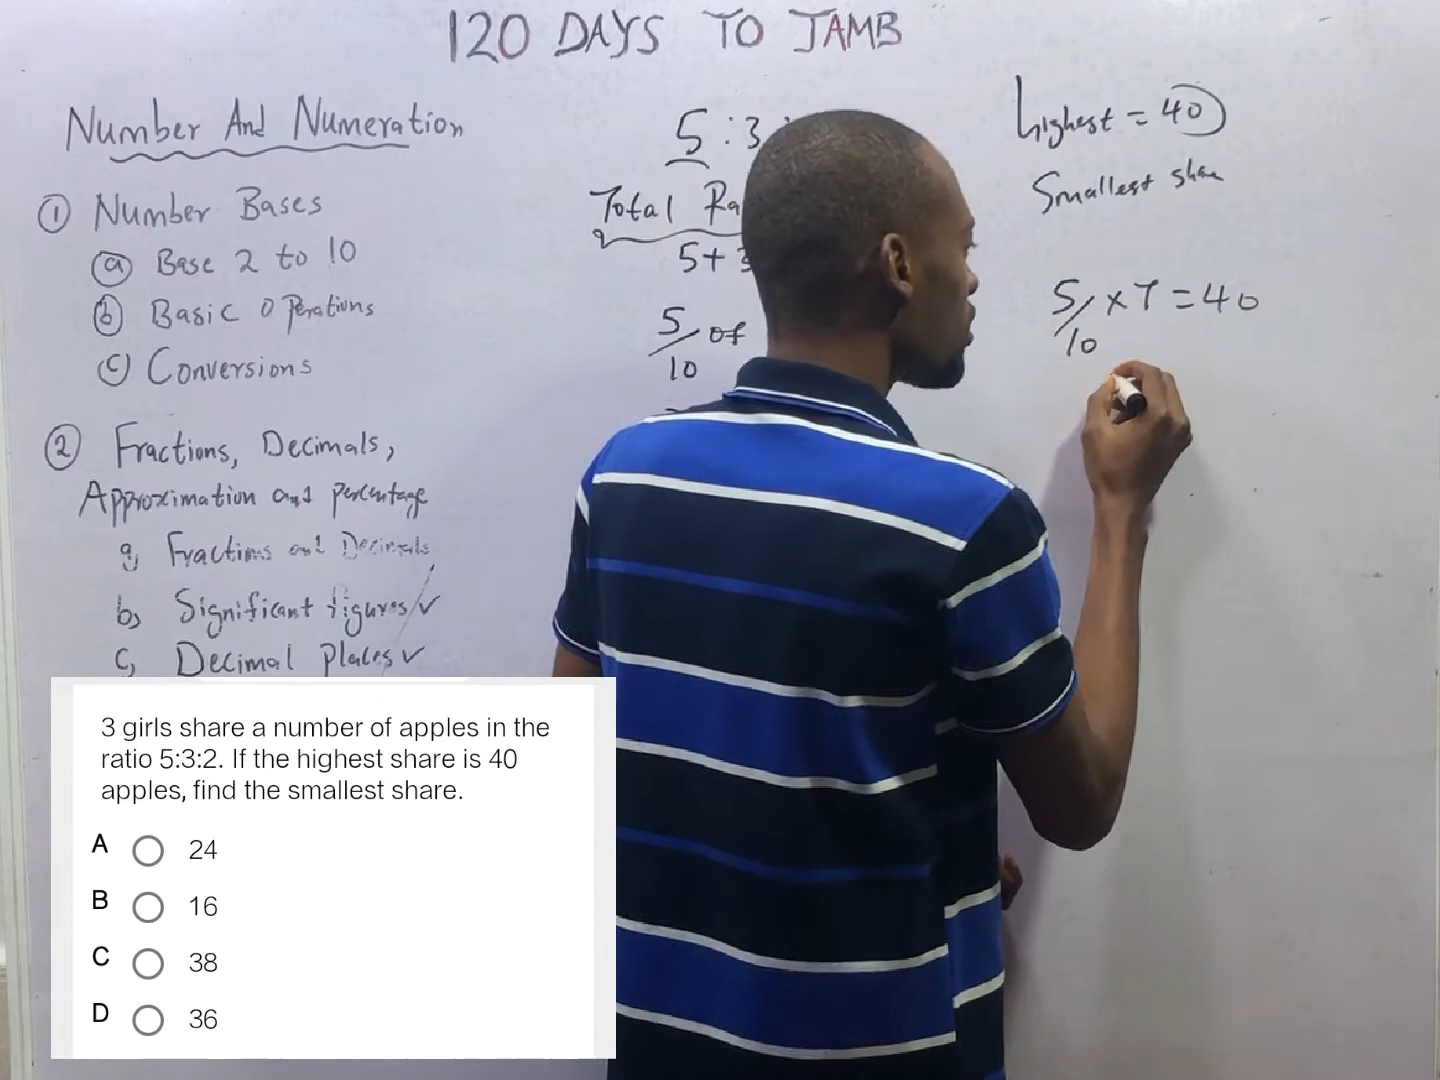 120 DAYS TO JAMB
Number And Numeration
① Number Bases
ⓐ Base 2 to 10
ⓑ Basic Operations
ⓒ Conversions
② Fractions, Decimals,
Approximation and percentage
a, Fractions and Decimals
b, Significant figures ✓
c, Decimal places ✓
5 : 3 :
Total Ra
5 + 3
5/10 of
Highest = 40
Smallest share
5/10 × T = 40
3 girls share a number of apples in the
ratio 5:3:2. If the highest share is 40
apples, find the smallest share.
A 24
B 16
C 38
D 36